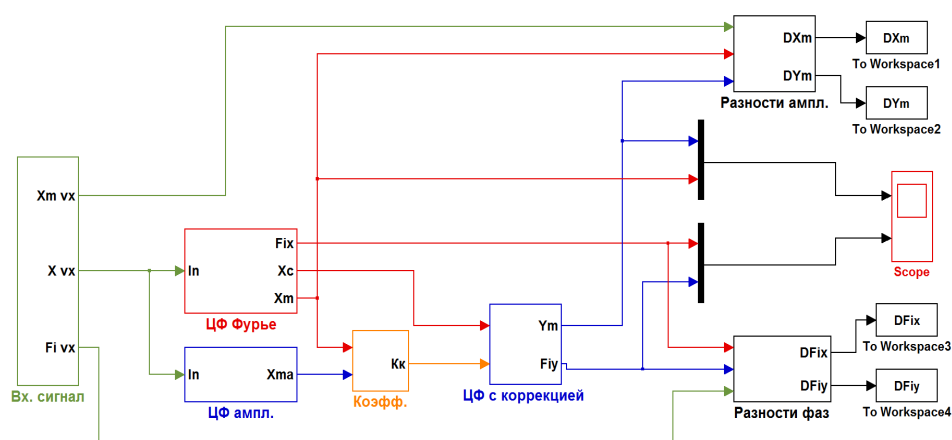 DXm
DXm
To Workspace1
DYm
DYm
Разности ампл.
To Workspace2
Xm vx
X vx
Fi vx
Вх. сигнал
In
Fix
Xc
Xm
ЦФ Фурье
In
Xma
ЦФ ампл.
Кк
Коэфф.
Ym
Fiy
ЦФ с коррекцией
Scope
DFix
DFix
To Workspace3
DFiy
DFiy
Разности фаз
To Workspace4